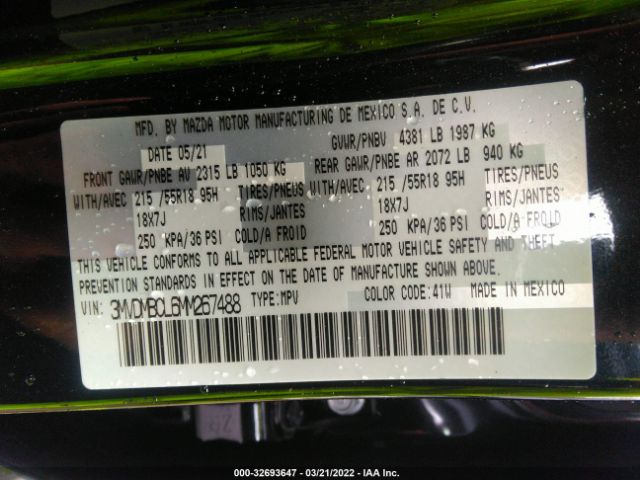 MFD. BY MAZDA MOTOR MANUFACTURING DE MEXICO S.A. DE C.V.
DATE 05/21 GVWR/PNBV 4381 LB 1987 KG
FRONT GAWR/PNBE AV 2315 LB 1050 KG REAR GAWR/PNBE AR 2072 LB 940 KG
WITH/AVEC 215 /55R18 95H TIRES/PNEUS WITH/AVEC 215 /55R18 95H TIRES/PNEUS
18X7J RIMS/JANTES 18X7J RIMS/JANTES
250 KPA/36 PSI COLD/A FROID 250 KPA/36 PSI COLD/A FROID
THIS VEHICLE CONFORMS TO ALL APPLICABLE FEDERAL MOTOR VEHICLE SAFETY AND THEFT
PREVENTION STANDARDS IN EFFECT ON THE DATE OF MANUFACTURE SHOWN ABOVE.
VIN: 3MVDMBCL6MM267488 TYPE:MPV COLOR CODE:41W MADE IN MEXICO
000-32693647 - 03/21/2022 - IAA Inc.